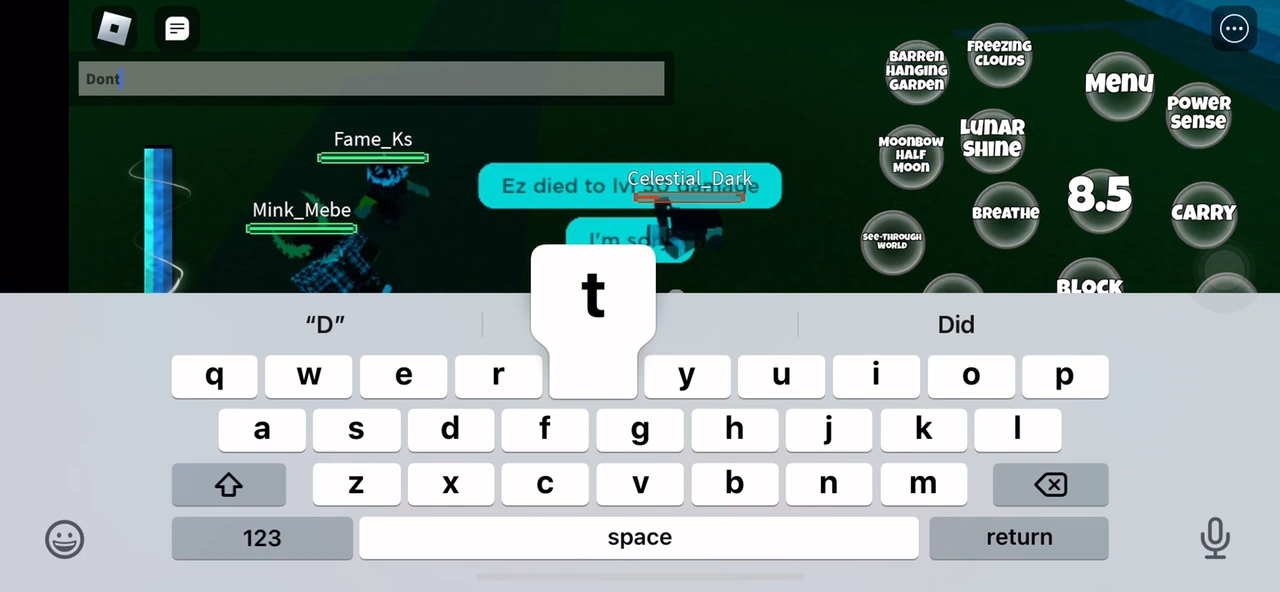 Dont
Fame_Ks
Mink_Mebe
Ez died to lvl
Celestial_Dark
I'm
BARREN
HANGING
GARDEN
FREEZING
CLOUDS
MENU
POWER
SENSE
MOONBOW
HALF
MOON
LUNAR
SHINE
8.5
BREATHE
CARRY
SEE-THROUGH
WORLD
BLOCK
"D"
Did
t
q w e r y u i o p
a s d f g h j k l
z x c v b n m
123 space return